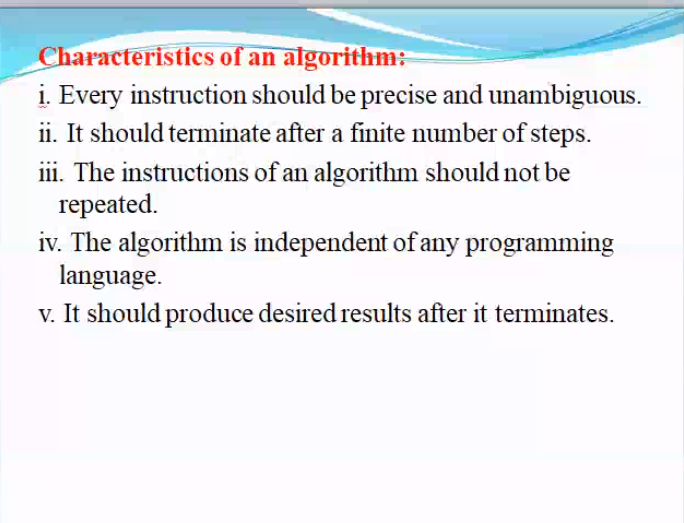 Characteristics of an algorithm:
i. Every instruction should be precise and unambiguous.
ii. It should terminate after a finite number of steps.
iii. The instructions of an algorithm should not be
repeated.
iv. The algorithm is independent of any programming
language.
v. It should produce desired results after it terminates.